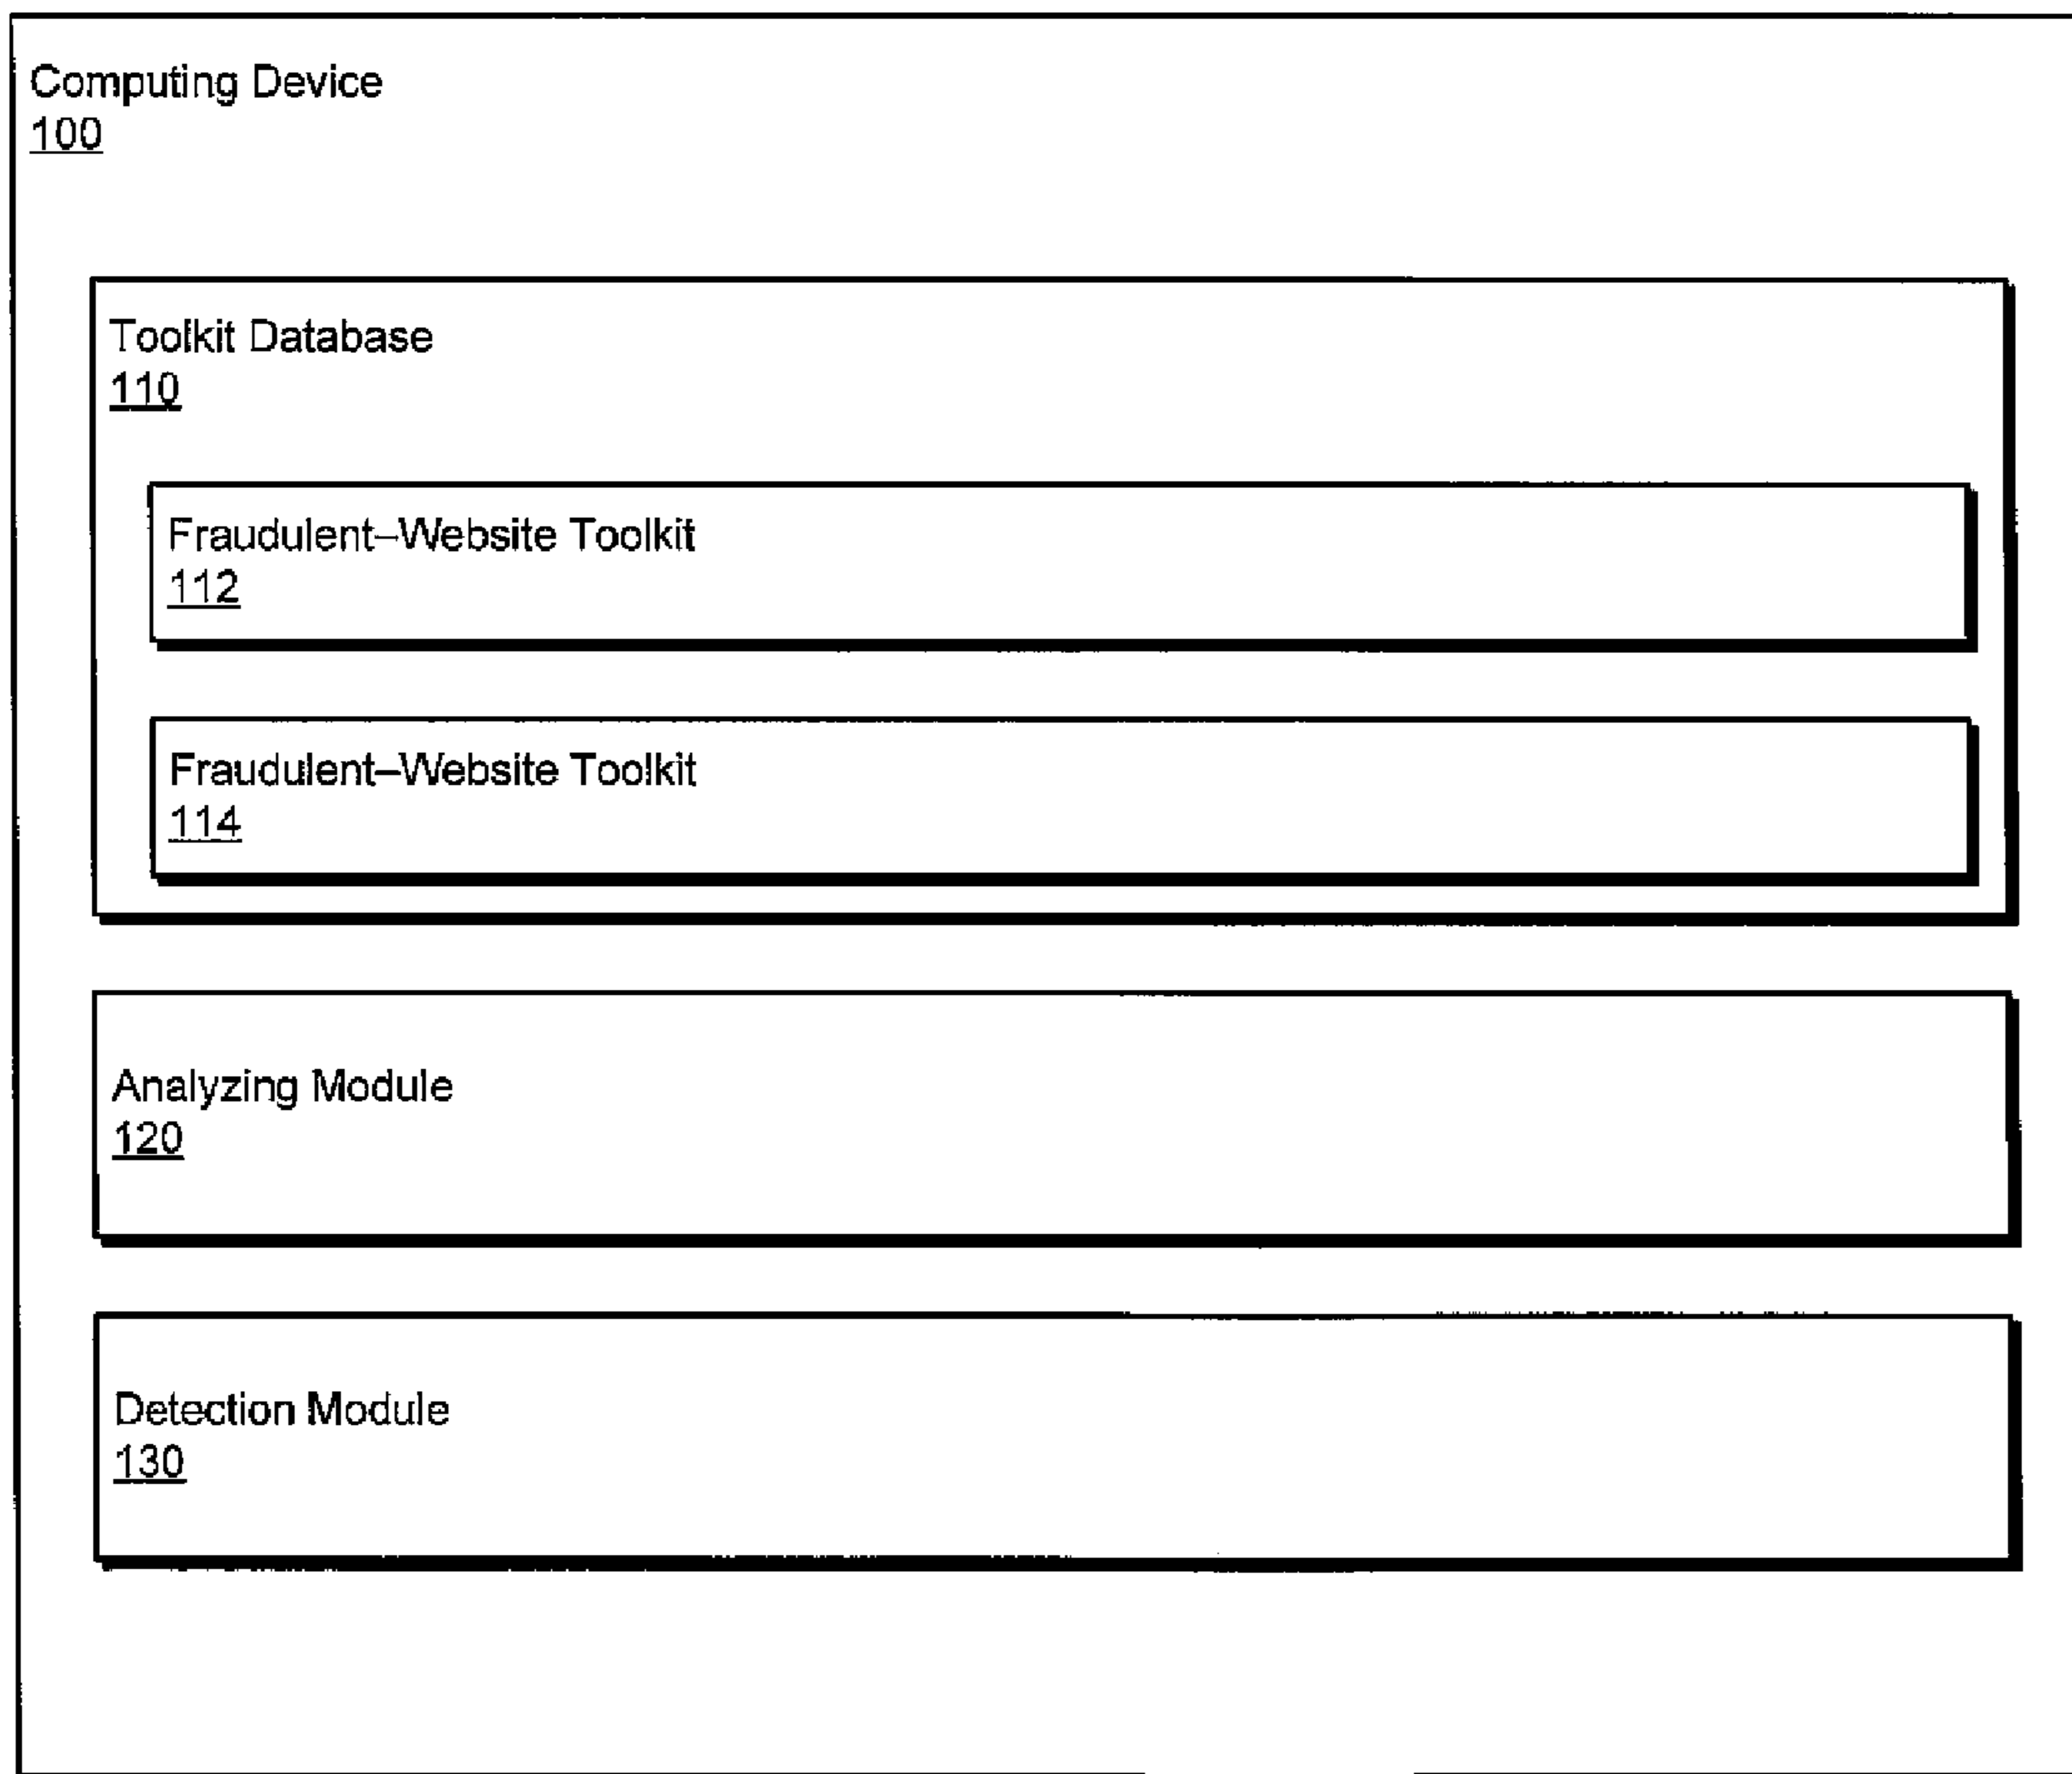 Computing Device
100
Toolkit Database
110
Fraudulent–Website Toolkit
112
Fraudulent–Website Toolkit
114
Analyzing Module
120
Detection Module
130